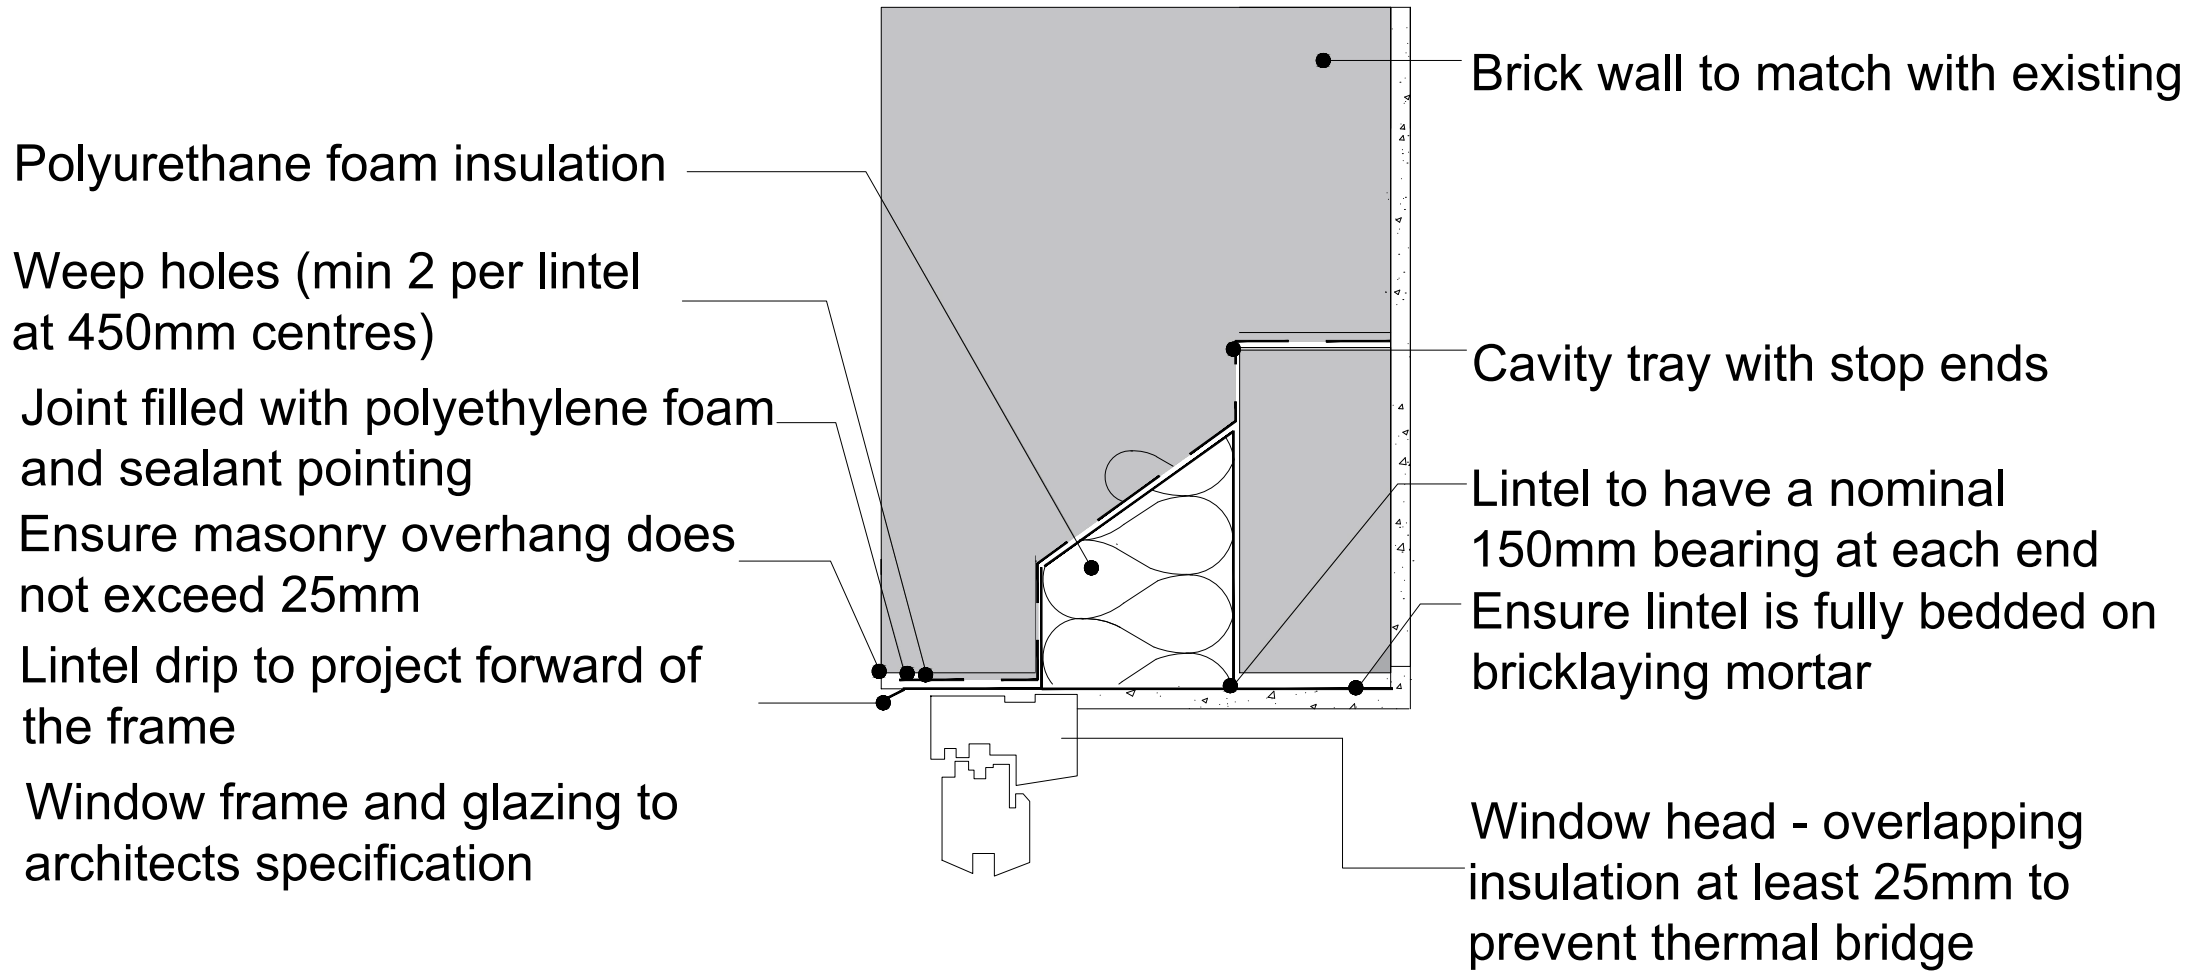 Polyurethane foam insulation
Weep holes (min 2 per lintel
at 450mm centres)
Joint filled with polyethylene foam
and sealant pointing
Ensure masonry overhang does
not exceed 25mm
Lintel drip to project forward of
the frame
Window frame and glazing to
architects specification
Brick wall to match with existing
Cavity tray with stop ends
Lintel to have a nominal
150mm bearing at each end
Ensure lintel is fully bedded on
bricklaying mortar
Window head - overlapping
insulation at least 25mm to
prevent thermal bridge